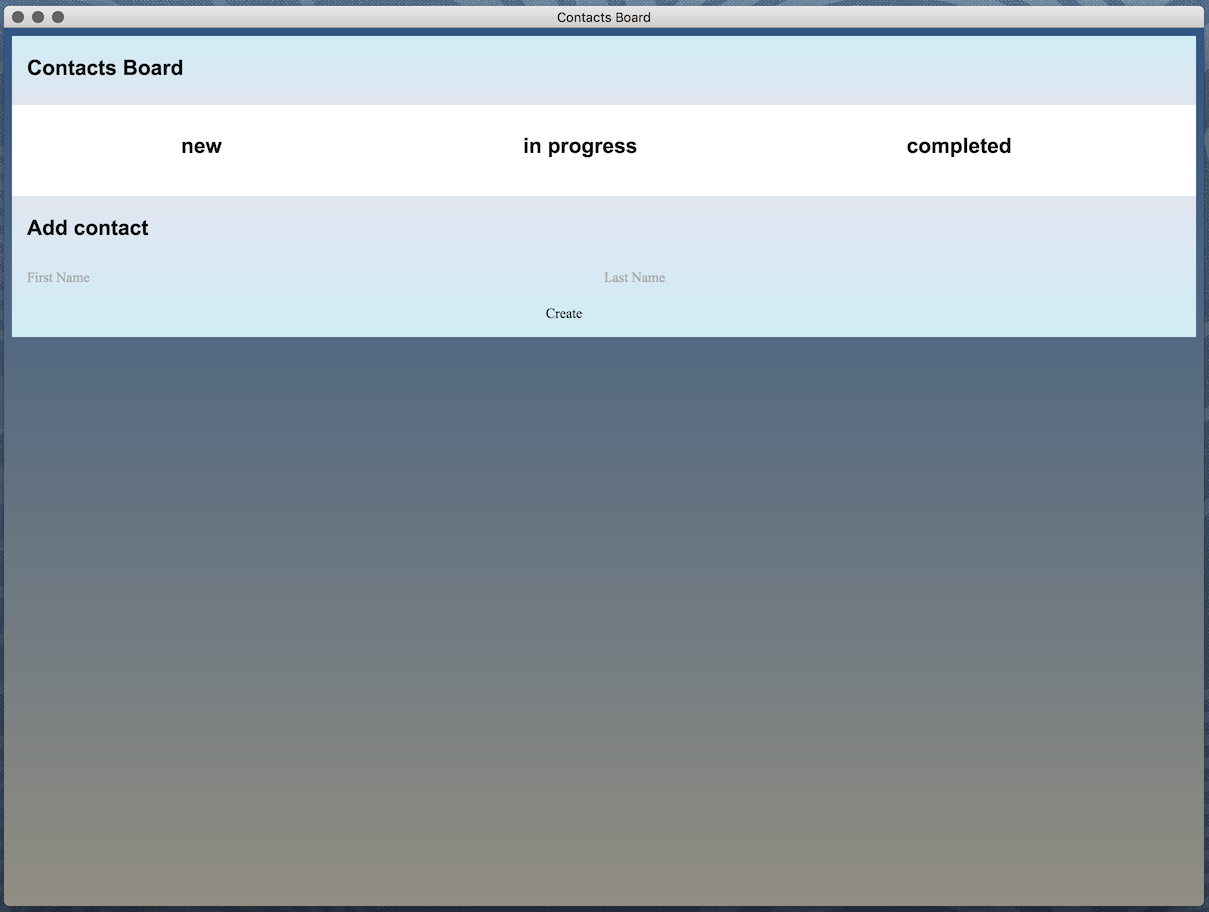 Contacts Board
Contacts Board
new in progress completed
Add contact
First Name Last Name
Create